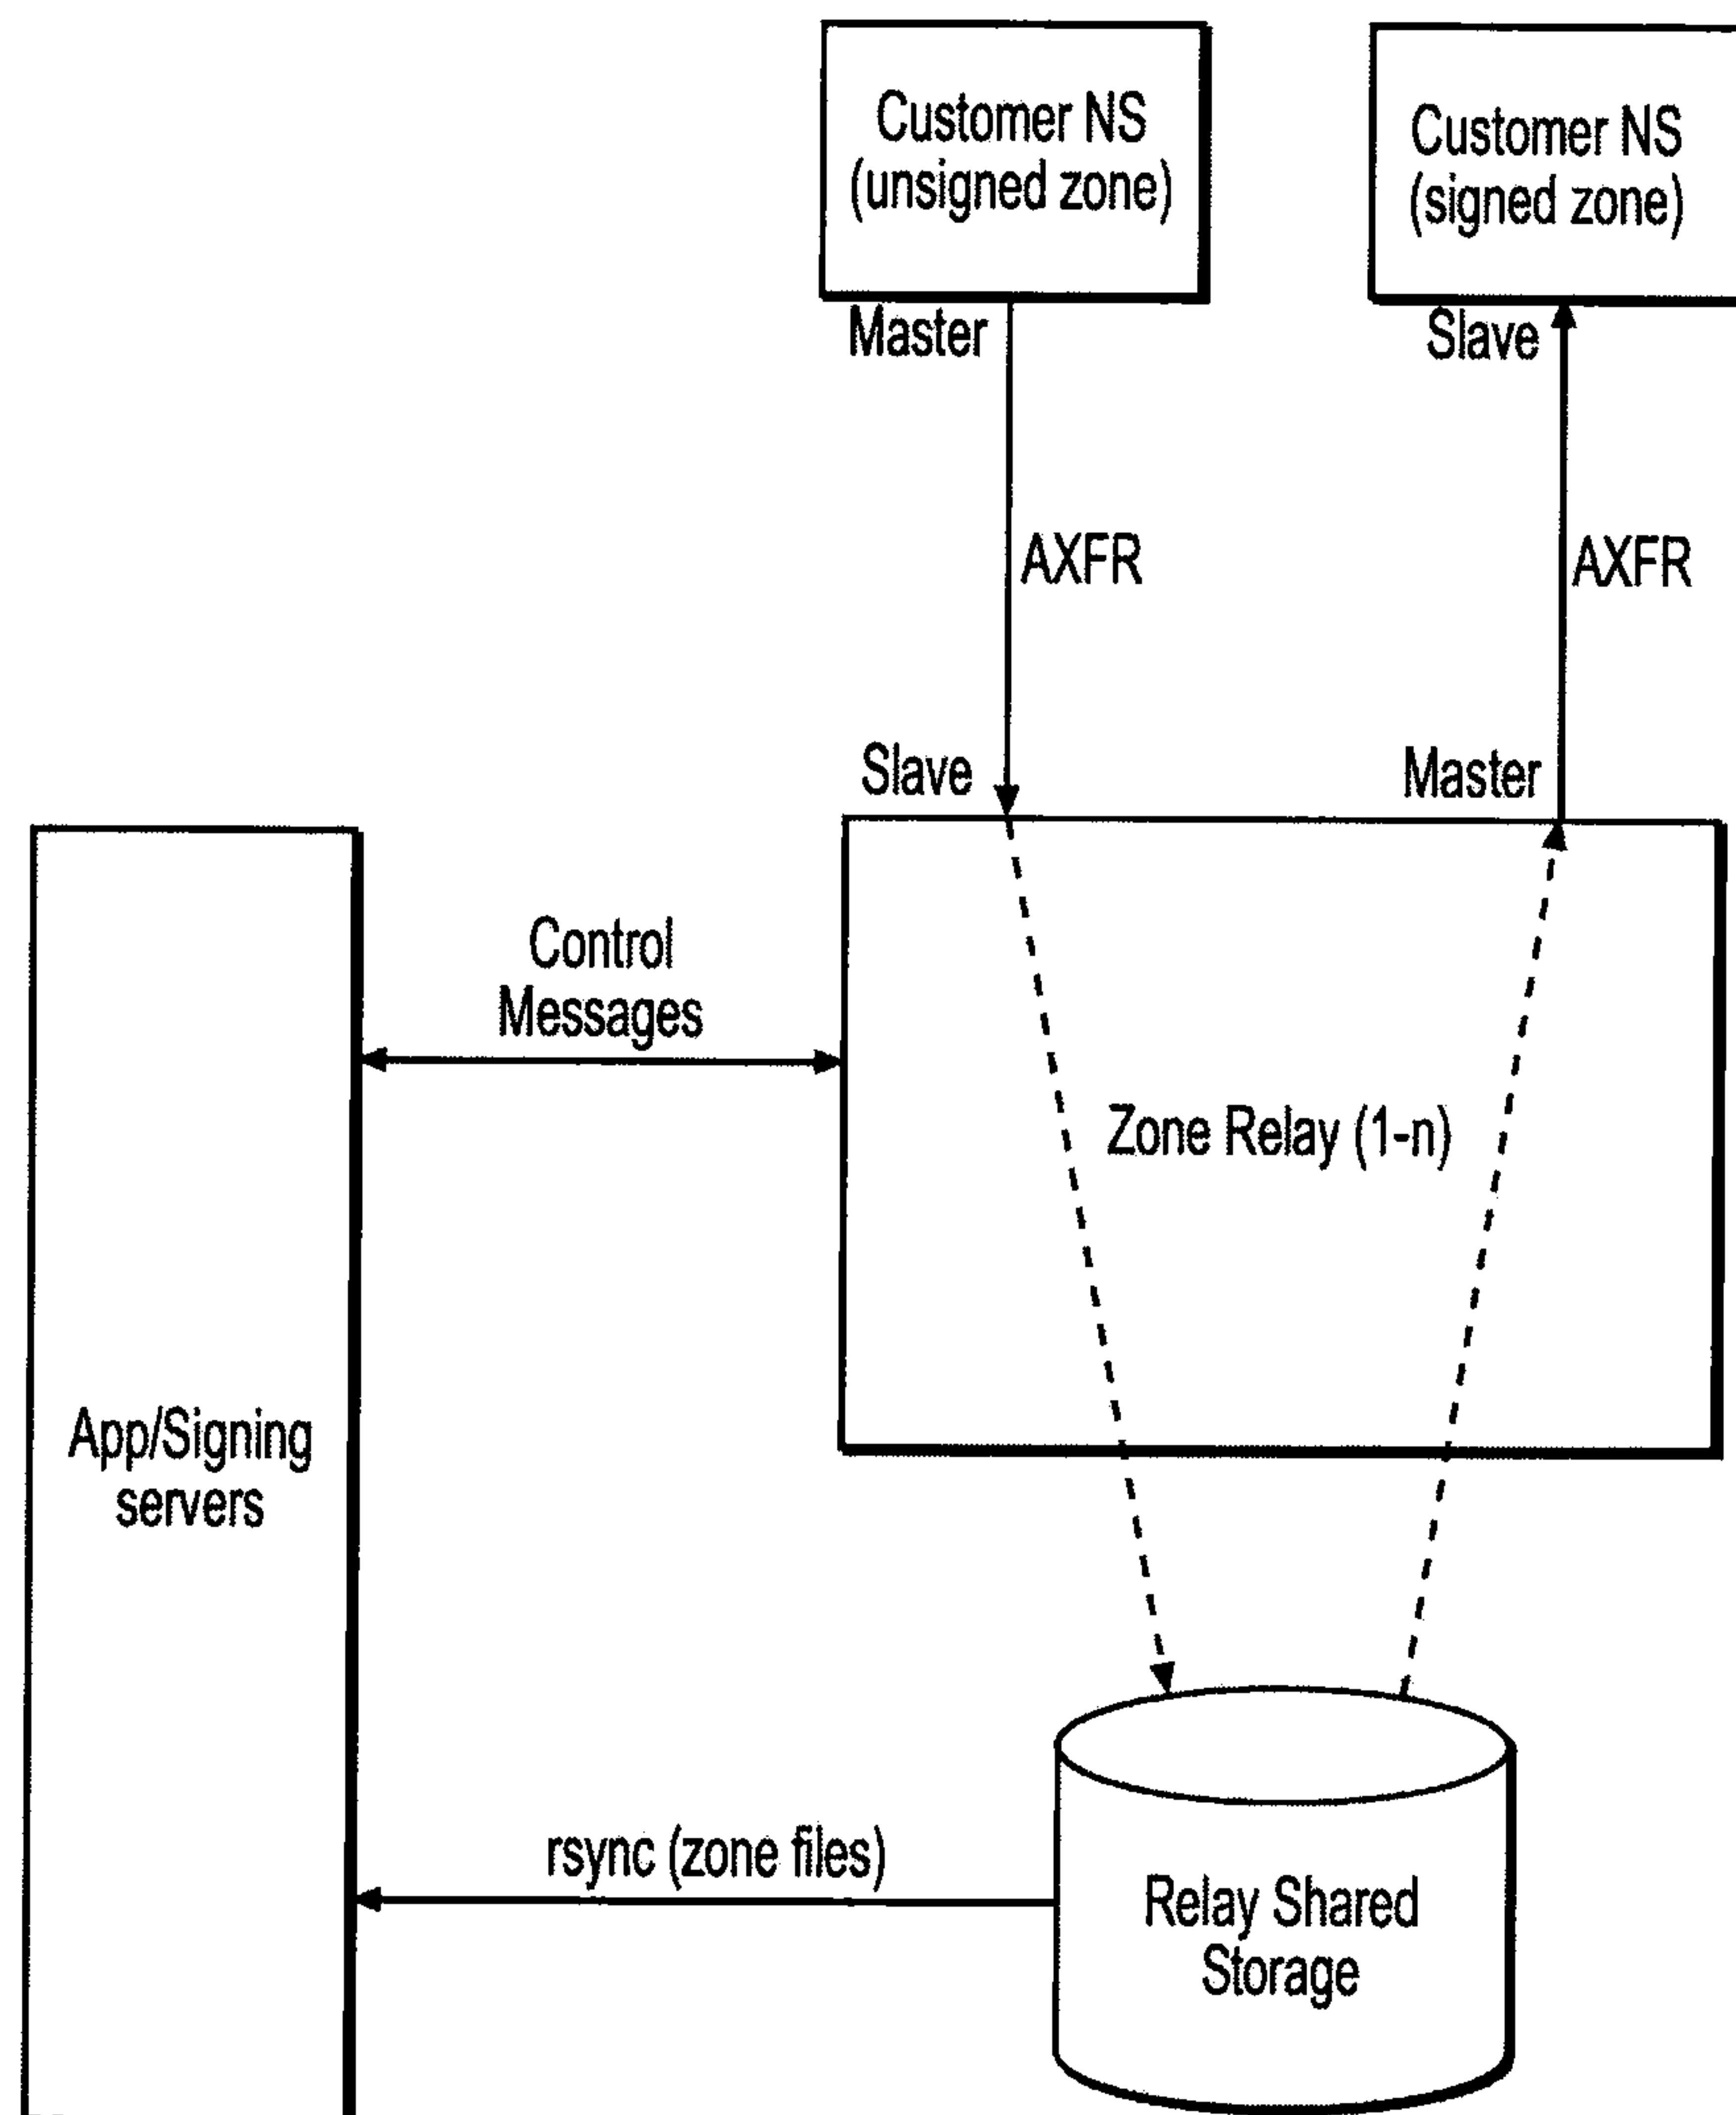 Customer NS
(unsigned zone)
Customer NS
(signed zone)
Master
Slave
AXFR
AXFR
Slave
Master
Control
Messages
Zone Relay (1-n)
App/Signing
servers
rsync (zone files)
Relay Shared
Storage